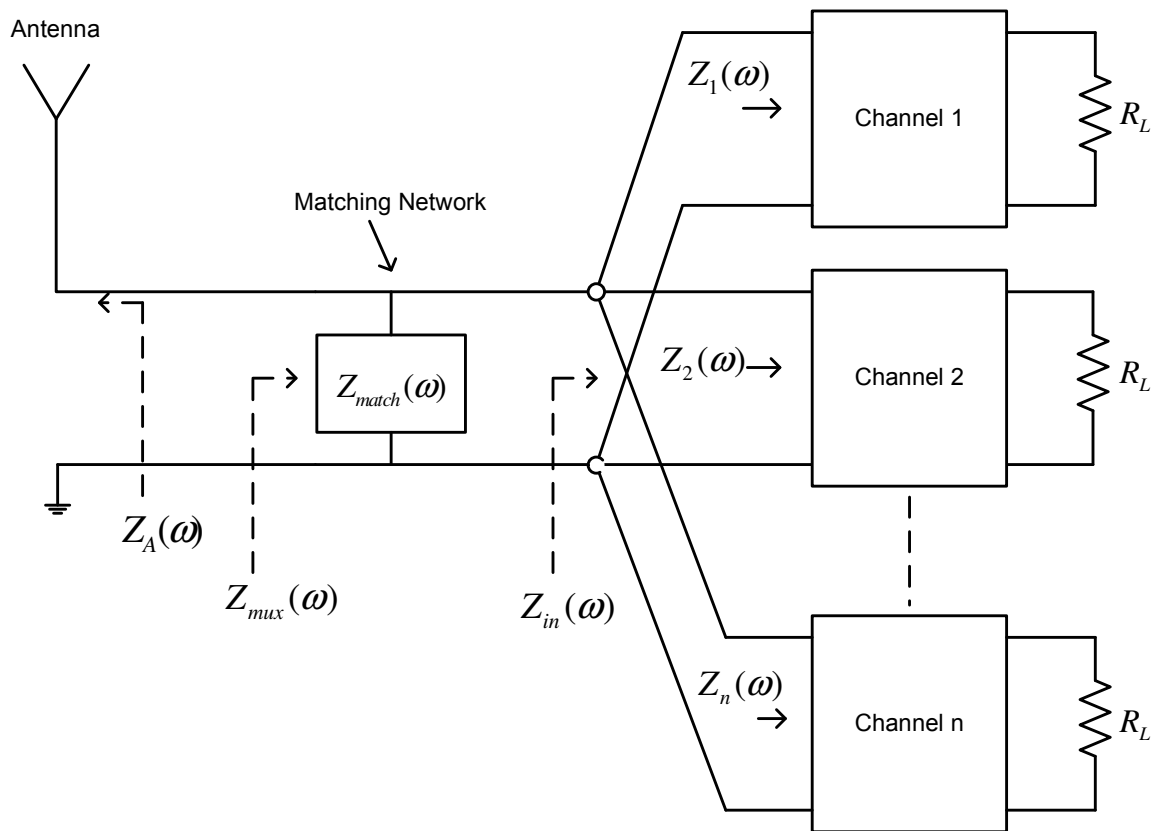 Antenna
Z_1(ω)
Channel 1
R_L
Matching Network
Z_match(ω)
Z_2(ω)
Channel 2
R_L
Z_A(ω)
Z_mux(ω)
Z_in(ω)
Z_n(ω)
Channel n
R_L